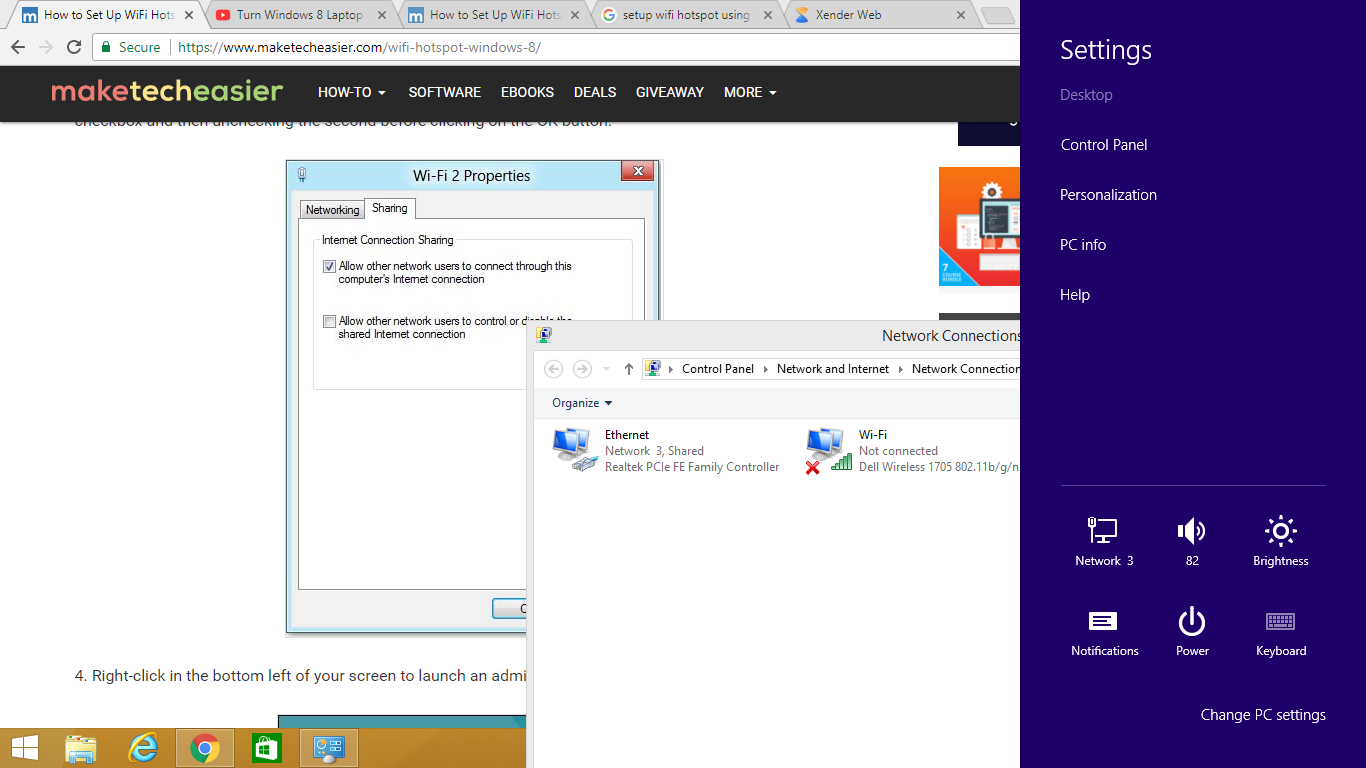 How to Set Up WiFi Hots
Turn Windows 8 Laptop
How to Set Up WiFi Hots
setup wifi hotspot using
Xender Web
Secure
https://www.maketecheasier.com/wifi-hotspot-windows-8/
maketecheasier
HOW-TO
SOFTWARE
EBOOKS
DEALS
GIVEAWAY
MORE
checkbox and then unchecking the second before clicking on the OK button.
Wi-Fi 2 Properties
Networking
Sharing
Internet Connection Sharing
Allow other network users to connect through this
computer's Internet connection
Allow other network users to control or disable the
shared Internet connection
7
COURSE
BUNDLE
Network Connections
Control Panel
Network and Internet
Network Connection
Organize
Ethernet
Network 3, Shared
Realtek PCIe FE Family Controller
Wi-Fi
Not connected
Dell Wireless 1705 802.11b/g/n
4. Right-click in the bottom left of your screen to launch an admi
Settings
Desktop
Control Panel
Personalization
PC info
Help
Network 3
82
Brightness
Notifications
Power
Keyboard
Change PC settings